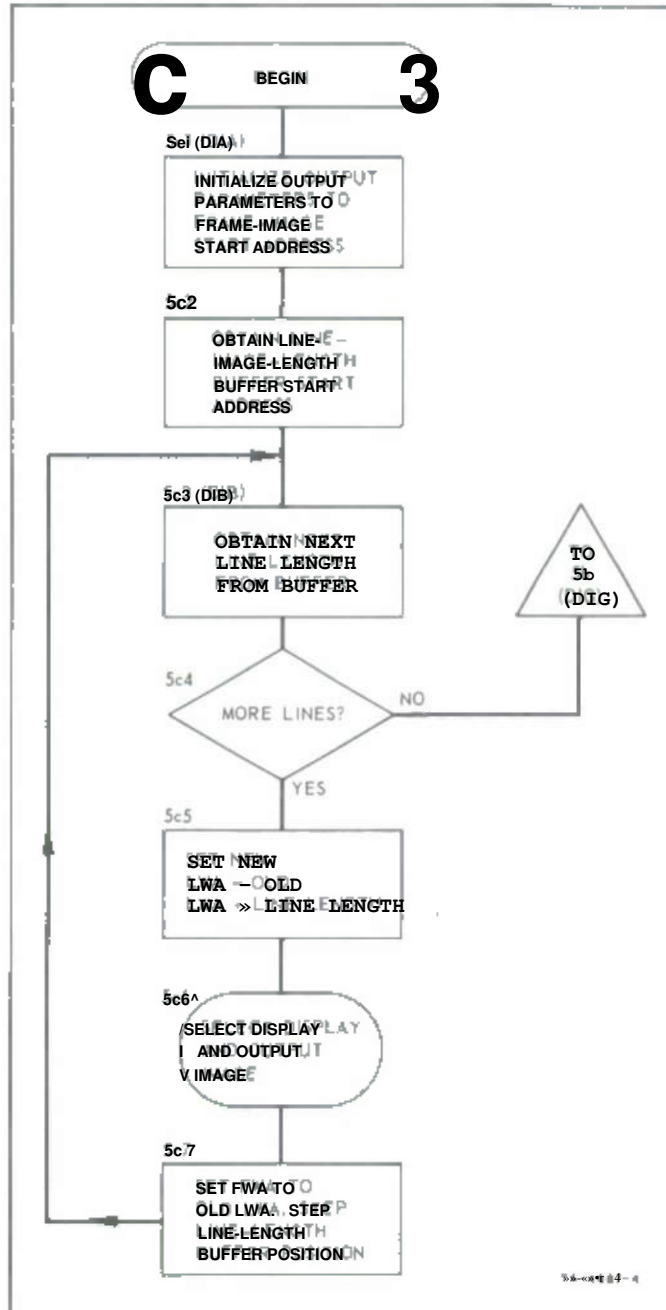 C BEGIN 3
Sei (DIA)
INITIALIZE OUTPUT
PARAMETERS TO
FRAME-IMAGE
START ADDRESS
5c2
OBTAIN LINE-
IMAGE-LENGTH
BUFFER START
ADDRESS
5c3 (DIB)
OBTAIN NEXT
LINE LENGTH
FROM BUFFER
TO
5b
(DIG)
5c4
MORE LINES?
NO
YES
5c5
SET NEW
LWA – OLD
LWA » LINE LENGTH
5c6^
/SELECT DISPLAY
I AND OUTPUT
V IMAGE
5c7
SET FWA TO
OLD LWA. STEP
LINE-LENGTH
BUFFER POSITION